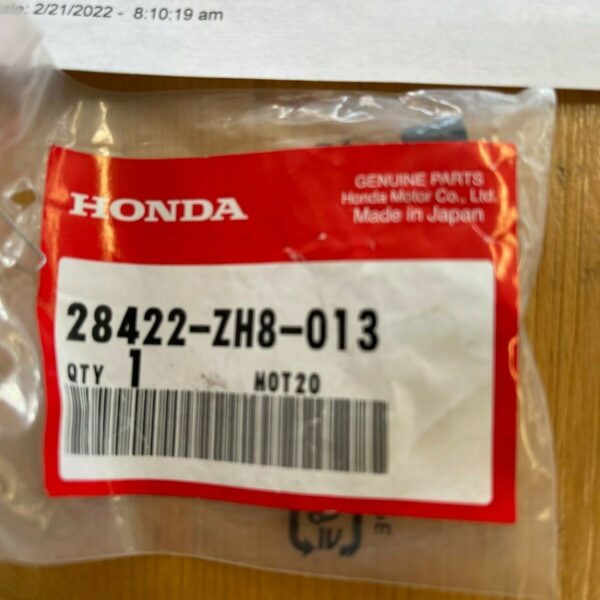 ate: 2/21/2022 - 8:10:19 am
HONDA
GENUINE PARTS
Honda Motor Co., Ltd.
Made in Japan
28422-ZH8-013
QTY 1 MOT20